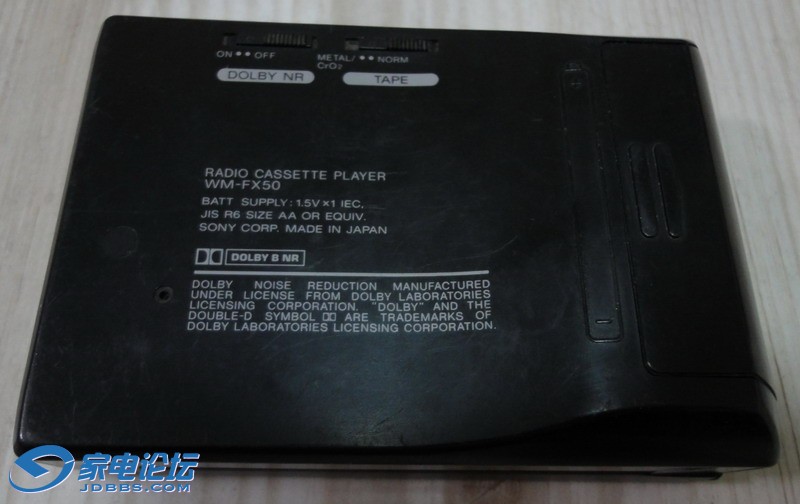 ON •• OFF
METAL/ •• NORM
CrO2
DOLBY NR
TAPE
RADIO CASSETTE PLAYER
WM-FX50
BATT SUPPLY: 1.5V×1 IEC,
JIS R6 SIZE AA OR EQUIV.
SONY CORP. MADE IN JAPAN
DOLBY B NR
DOLBY NOISE REDUCTION MANUFACTURED
UNDER LICENSE FROM DOLBY LABORATORIES
LICENSING CORPORATION. "DOLBY" AND THE
DOUBLE-D SYMBOL DD ARE TRADEMARKS OF
DOLBY LABORATORIES LICENSING CORPORATION.
+
−
家电论坛
JDBBS.COM